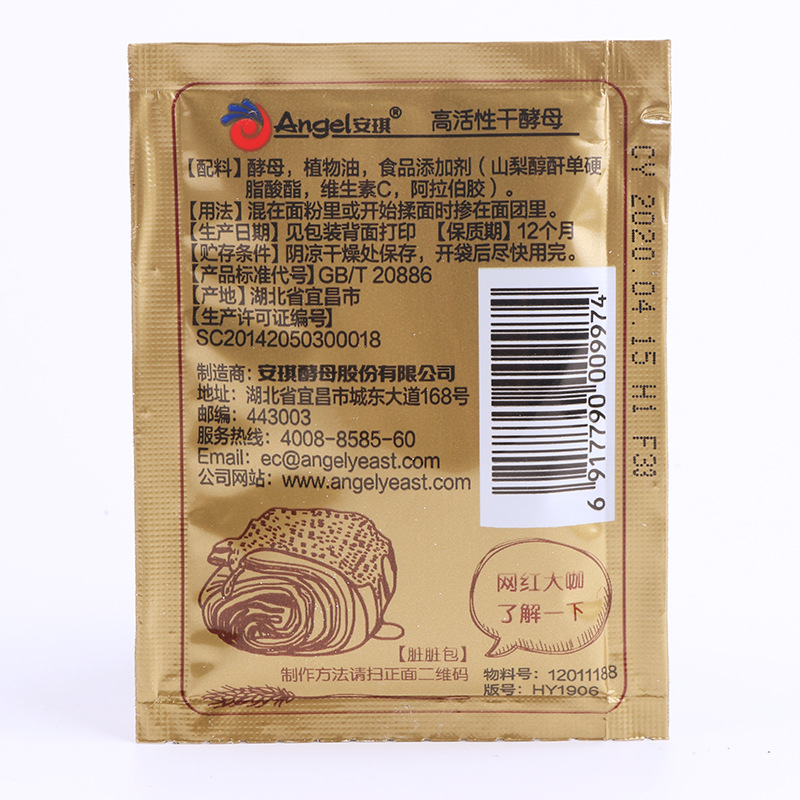 Angel安琪® 高活性干酵母
【配料】酵母，植物油，食品添加剂（山梨醇酐单硬
脂酸酯，维生素C，阿拉伯胶）。
【用法】混在面粉里或开始揉面时掺在面团里。
【生产日期】见包装背面打印 【保质期】12个月
【贮存条件】阴凉干燥处保存，开袋后尽快用完。
【产品标准代号】GB/T 20886
【产地】湖北省宜昌市
【生产许可证编号】
SC20142050300018
制造商：安琪酵母股份有限公司
地址：湖北省宜昌市城东大道168号
邮编：443003
服务热线：4008-8585-60
Email：ec@angelyeast.com
公司网站：www.angelyeast.com
6 917790 009974
CY 2020.04.15 H1 F39
网红大咖
了解一下
【脏脏包】
制作方法请扫正面二维码
物料号：12011188
版号：HY1906